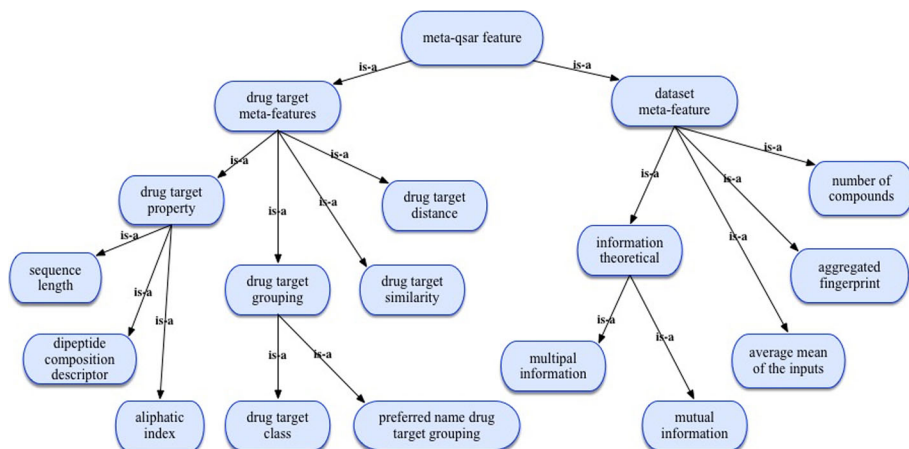 meta-qsar feature
is-a
is-a
drug target
meta-features
dataset
meta-feature
is-a
is-a
is-a
is-a
is-a
is-a
is-a
is-a
drug target
property
drug target
distance
number of
compounds
is-a
is-a
is-a
information
theoretical
sequence
length
drug target
grouping
drug target
similarity
aggregated
fingerprint
is-a
is-a
is-a
is-a
dipeptide
composition
descriptor
multipal
information
average mean
of the inputs
aliphatic
index
drug target
class
preferred name drug
target grouping
mutual
information